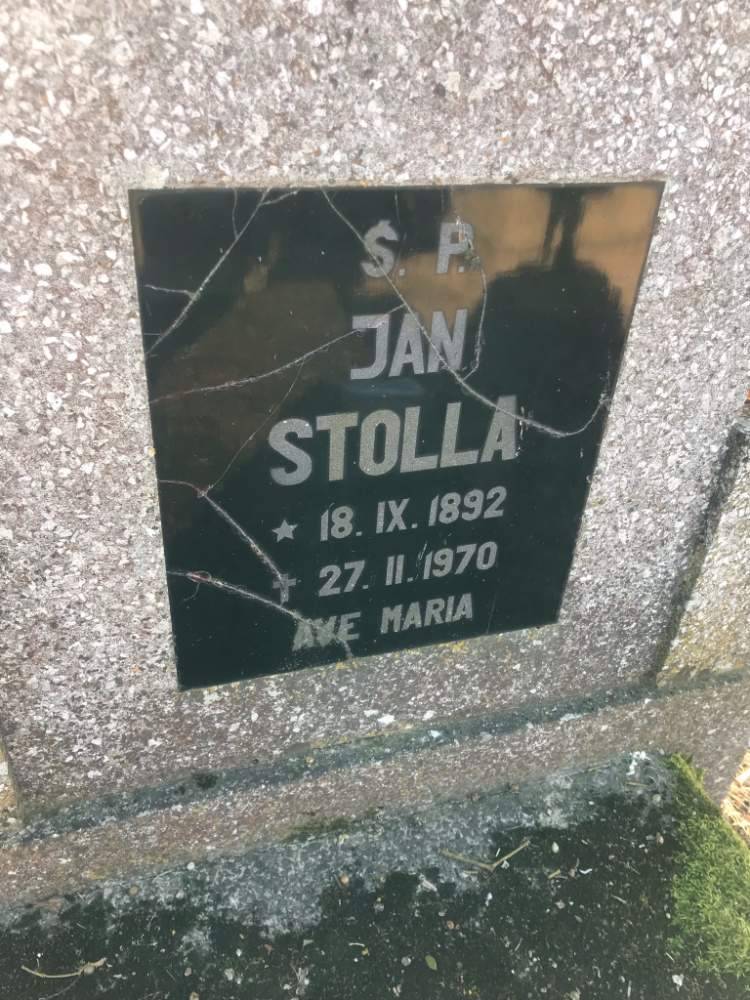 Ś. P.
JAN
STOLLA
★ 18. IX. 1892
✝ 27. II. 1970
AVE MARIA